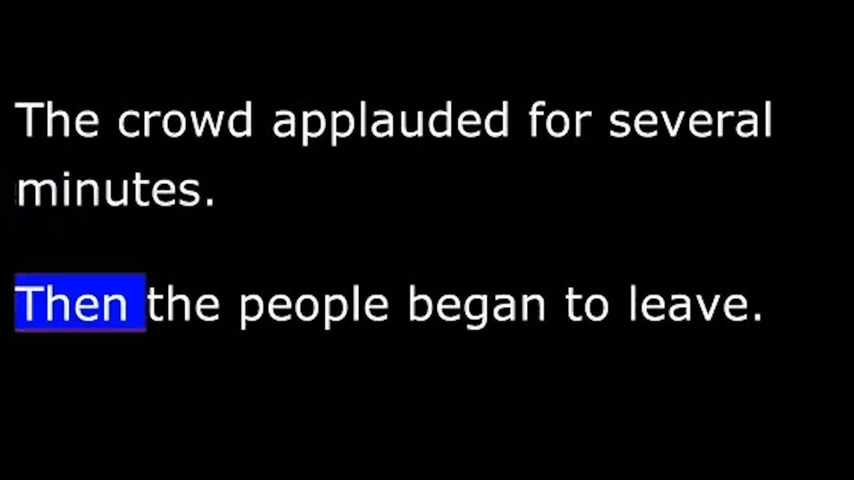 The crowd applauded for several
minutes.
Then the people began to leave.